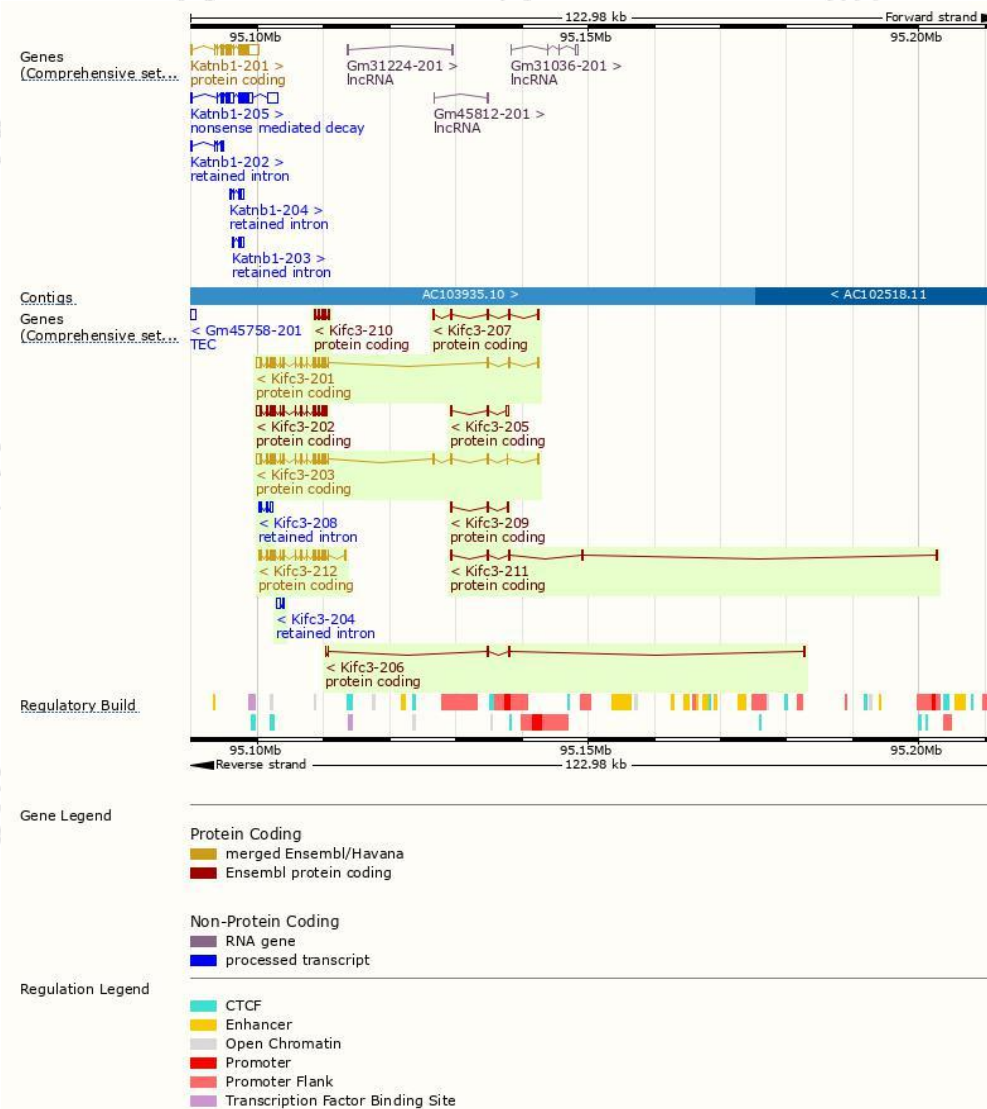 122.98 kb
Forward strand
95.10Mb 95.15Mb 95.20Mb
Genes
(Comprehensive set...
Katnb1-201 >
protein coding
Gm31224-201 >
lncRNA
Gm31036-201 >
lncRNA
Katnb1-205 >
nonsense mediated decay
Gm45812-201 >
lncRNA
Katnb1-202 >
retained intron
Katnb1-204 >
retained intron
Katnb1-203 >
retained intron
Contigs
AC103935.10 >
< AC102518.11
Genes
(Comprehensive set...
< Gm45758-201
TEC
< Kifc3-210
protein coding
< Kifc3-207
protein coding
< Kifc3-201
protein coding
< Kifc3-202
protein coding
< Kifc3-205
protein coding
< Kifc3-203
protein coding
< Kifc3-208
retained intron
< Kifc3-209
protein coding
< Kifc3-212
protein coding
< Kifc3-211
protein coding
< Kifc3-204
retained intron
< Kifc3-206
protein coding
Regulatory Build
95.10Mb 95.15Mb 95.20Mb
Reverse strand
122.98 kb
Gene Legend
Protein Coding
merged Ensembl/Havana
Ensembl protein coding
Non-Protein Coding
RNA gene
processed transcript
Regulation Legend
CTCF
Enhancer
Open Chromatin
Promoter
Promoter Flank
Transcription Factor Binding Site